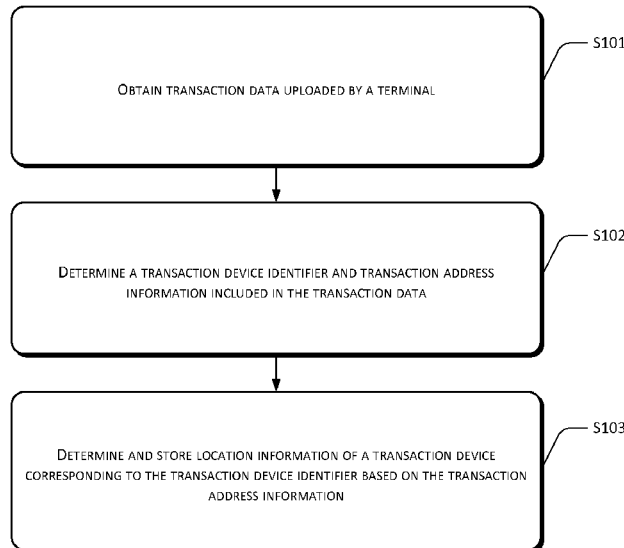 OBTAIN TRANSACTION DATA UPLOADED BY A TERMINAL
S101
DETERMINE A TRANSACTION DEVICE IDENTIFIER AND TRANSACTION ADDRESS
INFORMATION INCLUDED IN THE TRANSACTION DATA
S102
DETERMINE AND STORE LOCATION INFORMATION OF A TRANSACTION DEVICE
CORRESPONDING TO THE TRANSACTION DEVICE IDENTIFIER BASED ON THE TRANSACTION
ADDRESS INFORMATION
S103